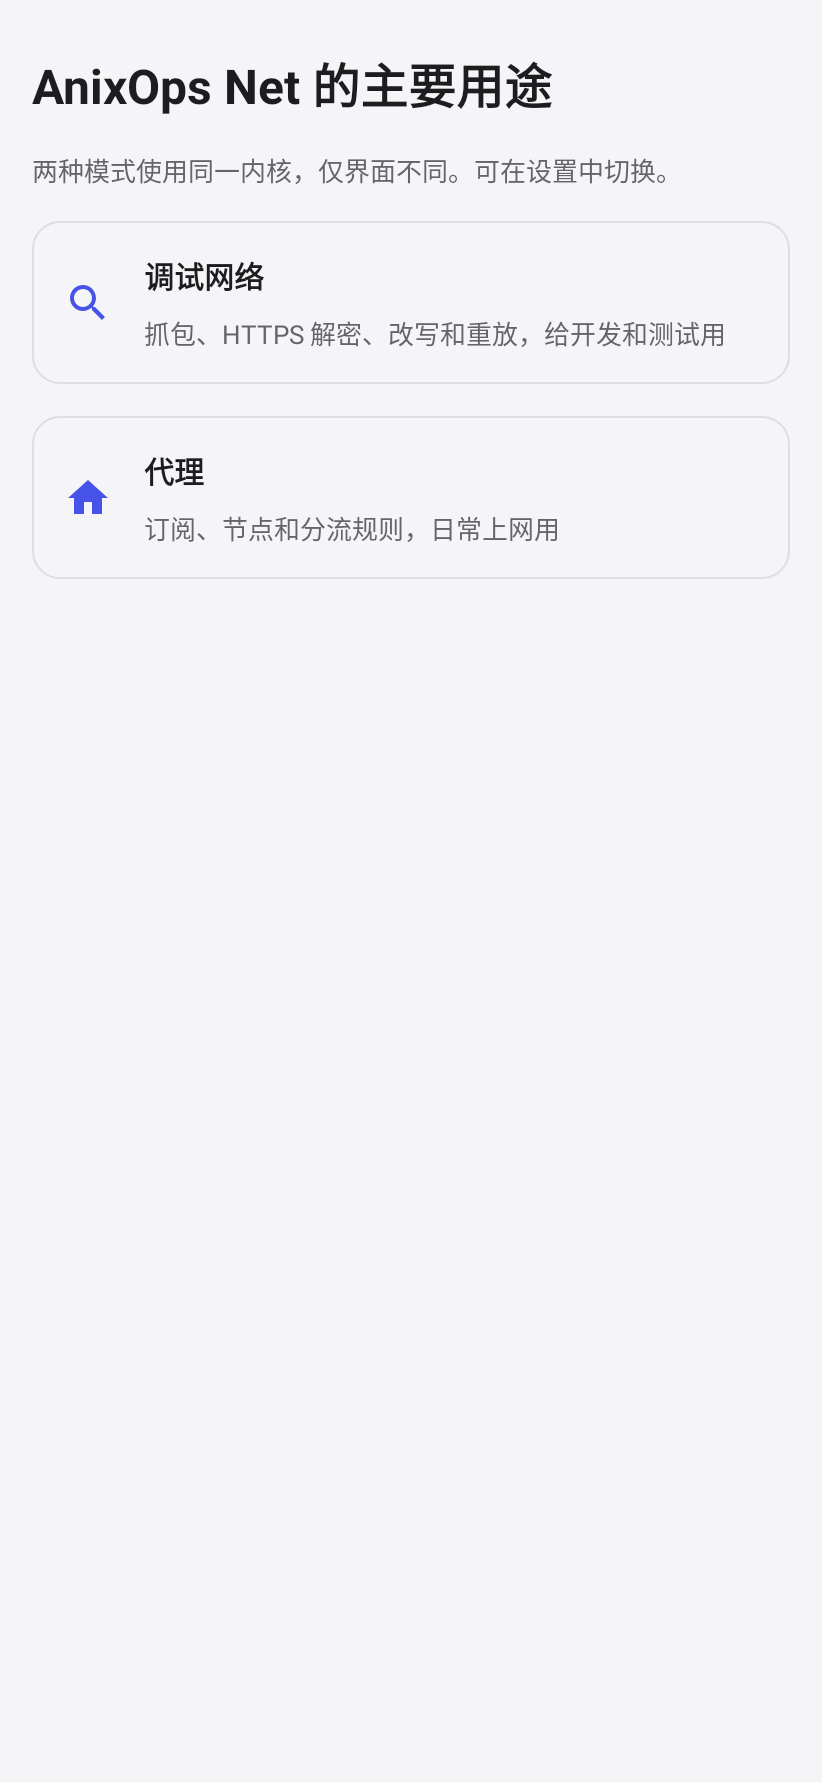 AnixOps Net 的主要用途
两种模式使用同一内核，仅界面不同。可在设置中切换。
调试网络
抓包、HTTPS 解密、改写和重放，给开发和测试用
代理
订阅、节点和分流规则，日常上网用